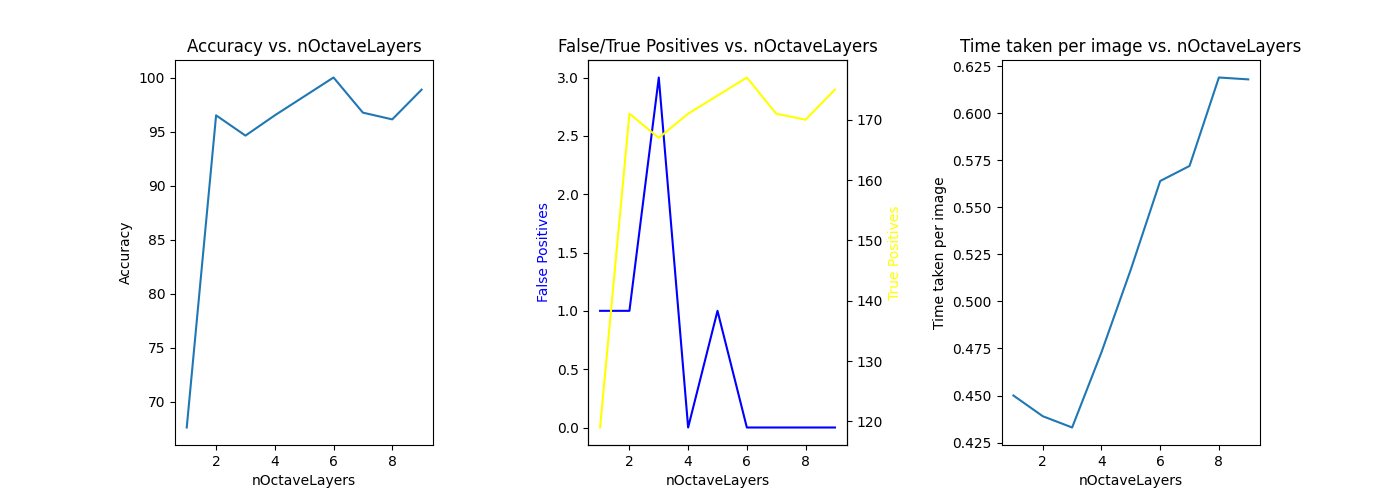 Accuracy vs. nOctaveLayers
100
95
90
85
80
75
70
Accuracy
2 4 6 8
nOctaveLayers
False/True Positives vs. nOctaveLayers
3.0
2.5
2.0
1.5
1.0
0.5
0.0
False Positives
170
160
150
140
130
120
True Positives
2 4 6 8
nOctaveLayers
Time taken per image vs. nOctaveLayers
0.625
0.600
0.575
0.550
0.525
0.500
0.475
0.450
0.425
Time taken per image
2 4 6 8
nOctaveLayers